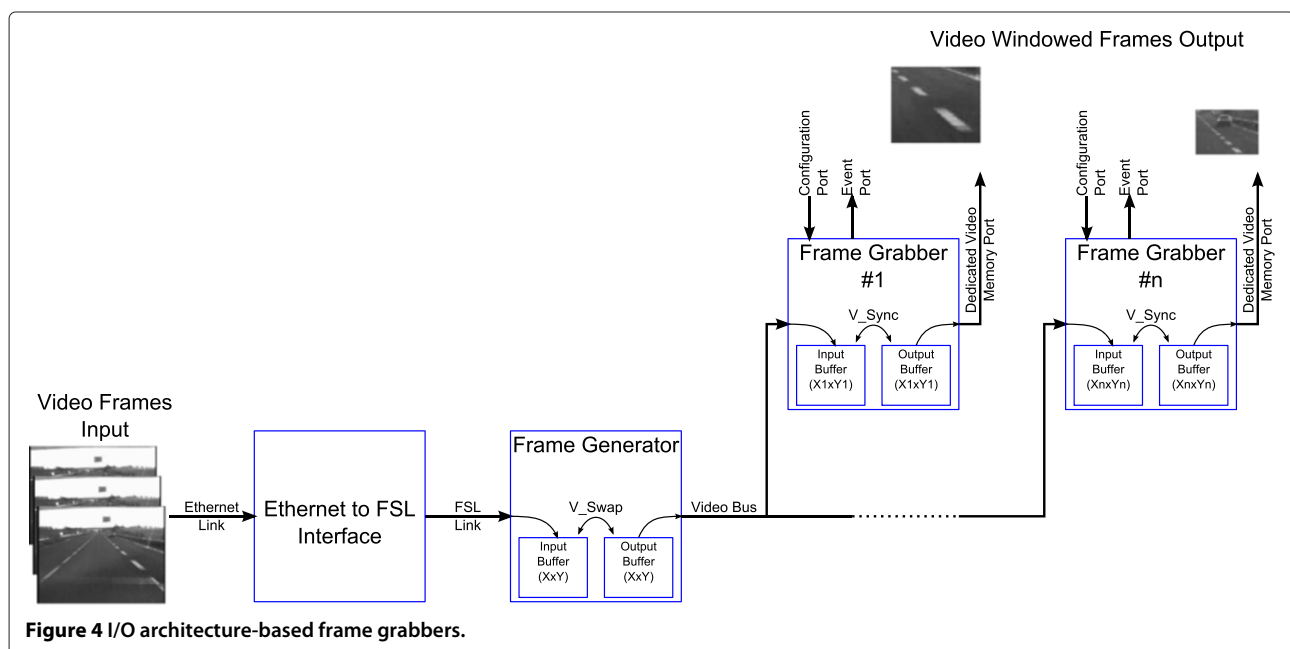 Video Windowed Frames Output
Configuration
Port
Event
Port
Configuration
Port
Event
Port
Frame Grabber
#1
Dedicated Video
Memory Port
Frame Grabber
#n
Dedicated Video
Memory Port
V_Sync
Input
Buffer
(X1xY1)
Output
Buffer
(X1xY1)
V_Sync
Input
Buffer
(XnxYn)
Output
Buffer
(XnxYn)
Video Frames
Input
Ethernet
Link
Ethernet to FSL
Interface
FSL
Link
Frame Generator
V_Swap
Input
Buffer
(XxY)
Output
Buffer
(XxY)
Video Bus
Figure 4 I/O architecture-based frame grabbers.